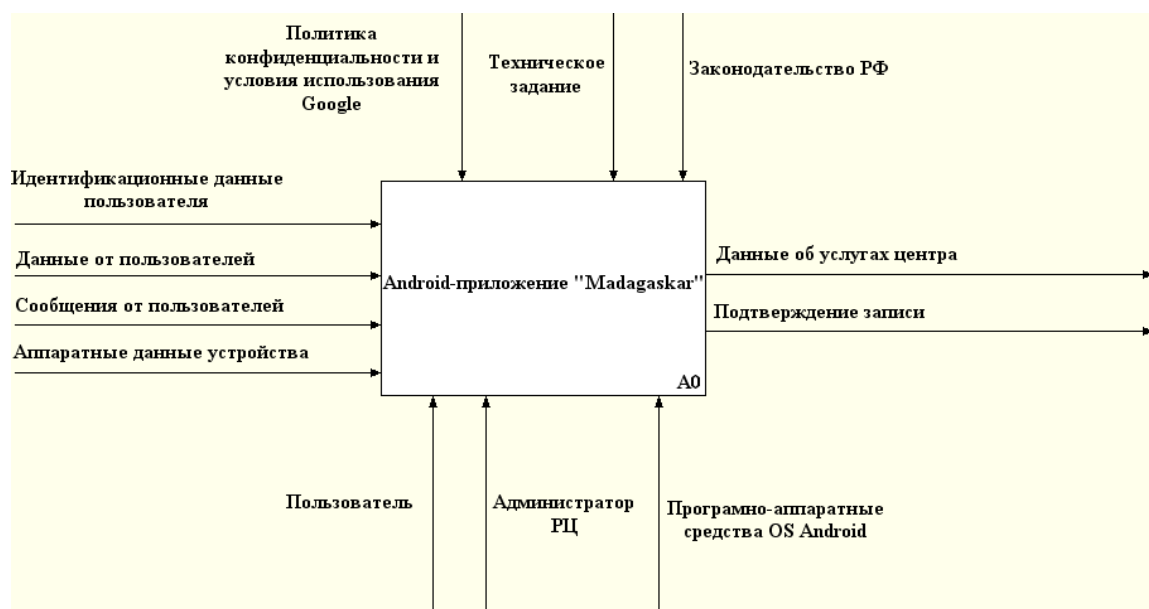 Политика
конфиденциальности и
условия использования
Google
Техническое
задание
Законодательство РФ
Идентификационные данные
пользователя
Данные от пользователей
Сообщения от пользователей
Аппаратные данные устройства
Android-приложение "Madagaskar"
A0
Данные об услугах центра
Подтверждение записи
Пользователь
Администратор
РЦ
Програмно-аппаратные
средства OS Android